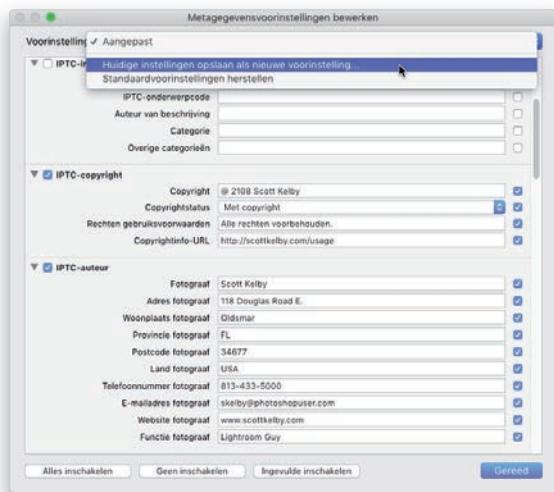 Metagegevensvoorinstellingen bewerken
Voorinstelling ✓ Aangepast
Huidige instellingen opslaan als nieuwe voorinstelling...
Standaardvoorinstellingen herstellen
IPTC-onderwerpcode
Auteur van beschrijving
Categorie
Overige categorieën
IPTC-copyright
Copyright @ 2108 Scott Kelby
Copyrightstatus Met copyright
Rechten gebruiksvoorwaarden Alle rechten voorbehouden.
Copyrightinfo-URL http://scottkelby.com/usage
IPTC-auteur
Fotograaf Scott Kelby
Adres fotograaf 118 Douglas Road E.
Woonplaats fotograaf Oldsmar
Provincie fotograaf FL
Postcode fotograaf 34677
Land fotograaf USA
Telefoonnummer fotograaf 813-433-5000
E-mailadres fotograaf skelby@photoshopuser.com
Website fotograaf www.scottkelby.com
Functie fotograaf Lightroom Guy
Alles inschakelen Geen inschakelen Ingevulde inschakelen Gereed